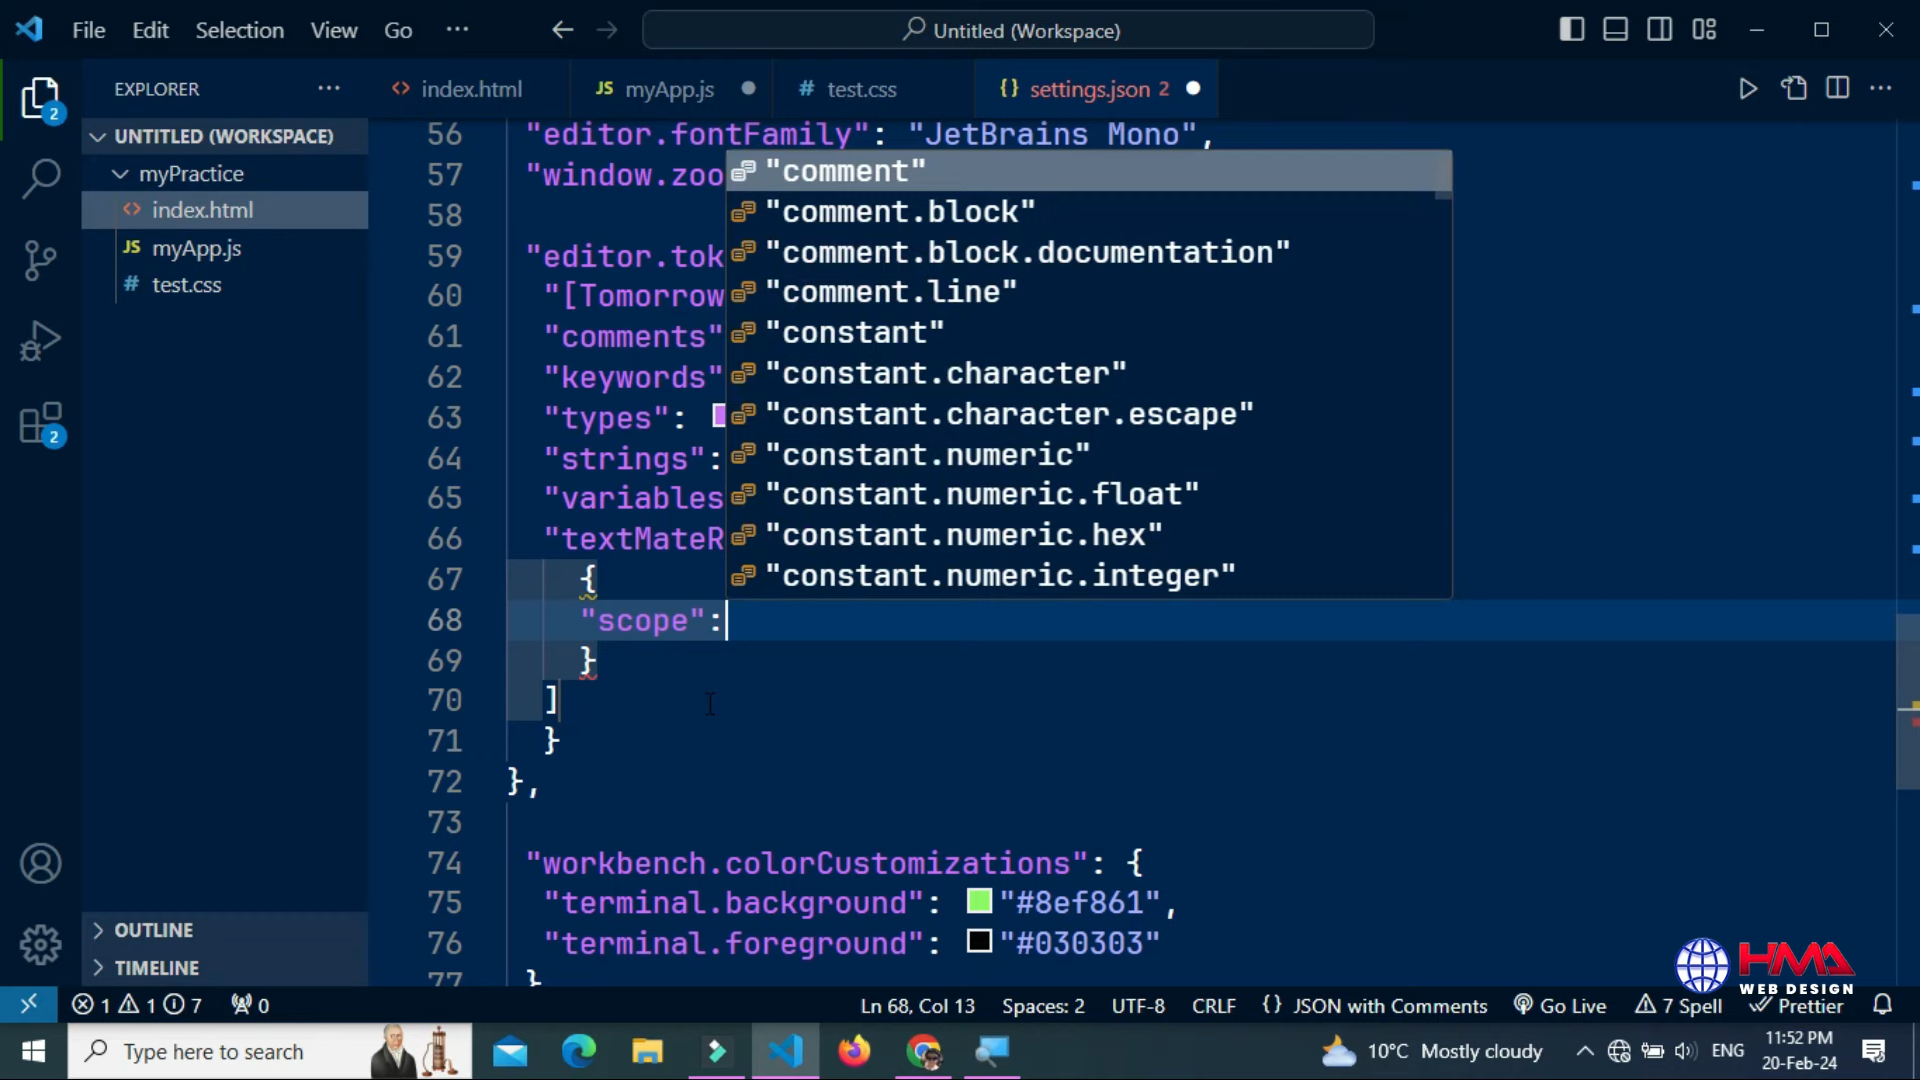 File Edit Selection View Go ··· Untitled (Workspace)
EXPLORER ···
index.html
JS myApp.js
# test.css
{} settings.json 2
2
UNTITLED (WORKSPACE)
myPractice
index.html
JS myApp.js
# test.css
2
OUTLINE
TIMELINE
56 "editor.fontFamily": "JetBrains Mono",
57 "window.zoo
58
59 "editor.tok
60 "[Tomorrow
61 "comments"
62 "keywords"
63 "types":
64 "strings":
65 "variables
66 "textMateR
67 {
68 "scope":
69 }
70 ]
71 }
72 },
73
74 "workbench.colorCustomizations": {
75 "terminal.background": "#8ef861",
76 "terminal.foreground": "#030303"
77 }
"comment"
"comment.block"
"comment.block.documentation"
"comment.line"
"constant"
"constant.character"
"constant.character.escape"
"constant.numeric"
"constant.numeric.float"
"constant.numeric.hex"
"constant.numeric.integer"
HMA
WEB DESIGN
1 1 7 0 Ln 68, Col 13 Spaces: 2 UTF-8 CRLF {} JSON with Comments Go Live 7 Spell Prettier
Type here to search 10°C Mostly cloudy ENG 11:52 PM
20-Feb-24